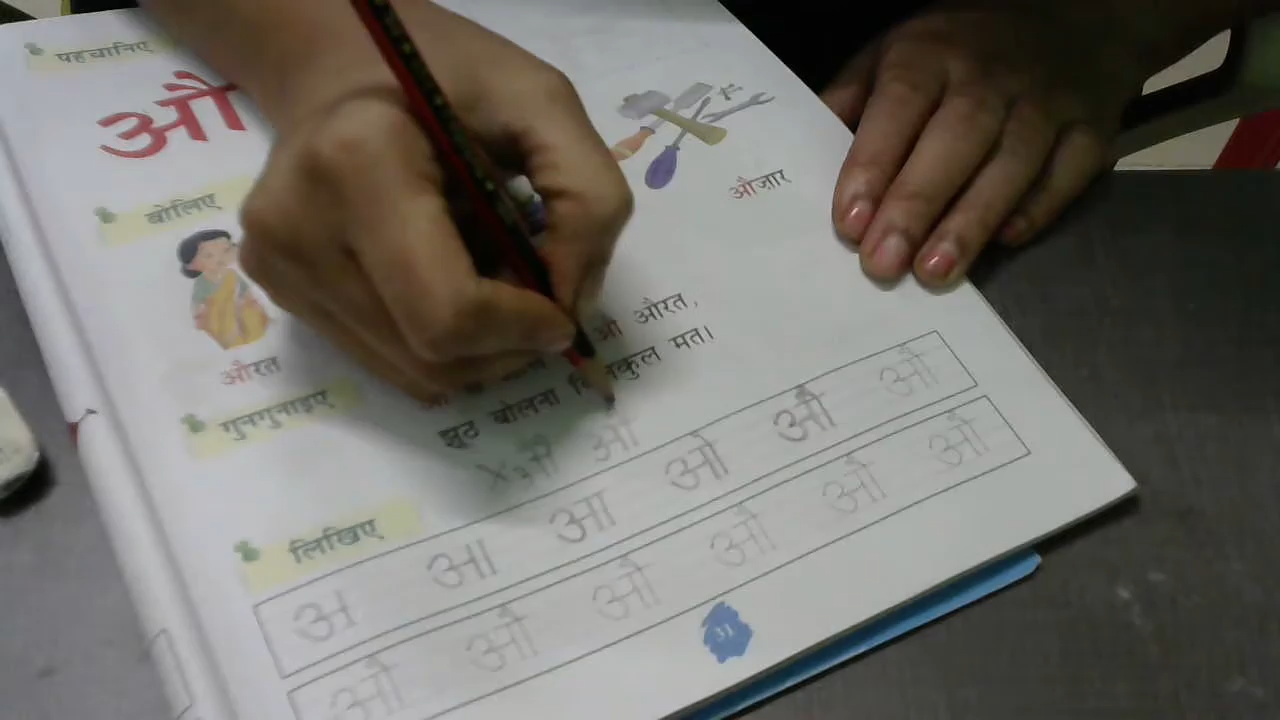 पहचानिए
औ
बोलिए
औज़ार
औरत
गुनगुनाइए
औरत,
झूठ बोलना मत।
औ
लिखिए
अ आ आ ओ औ औ
औ औ औ औ औ औ
31